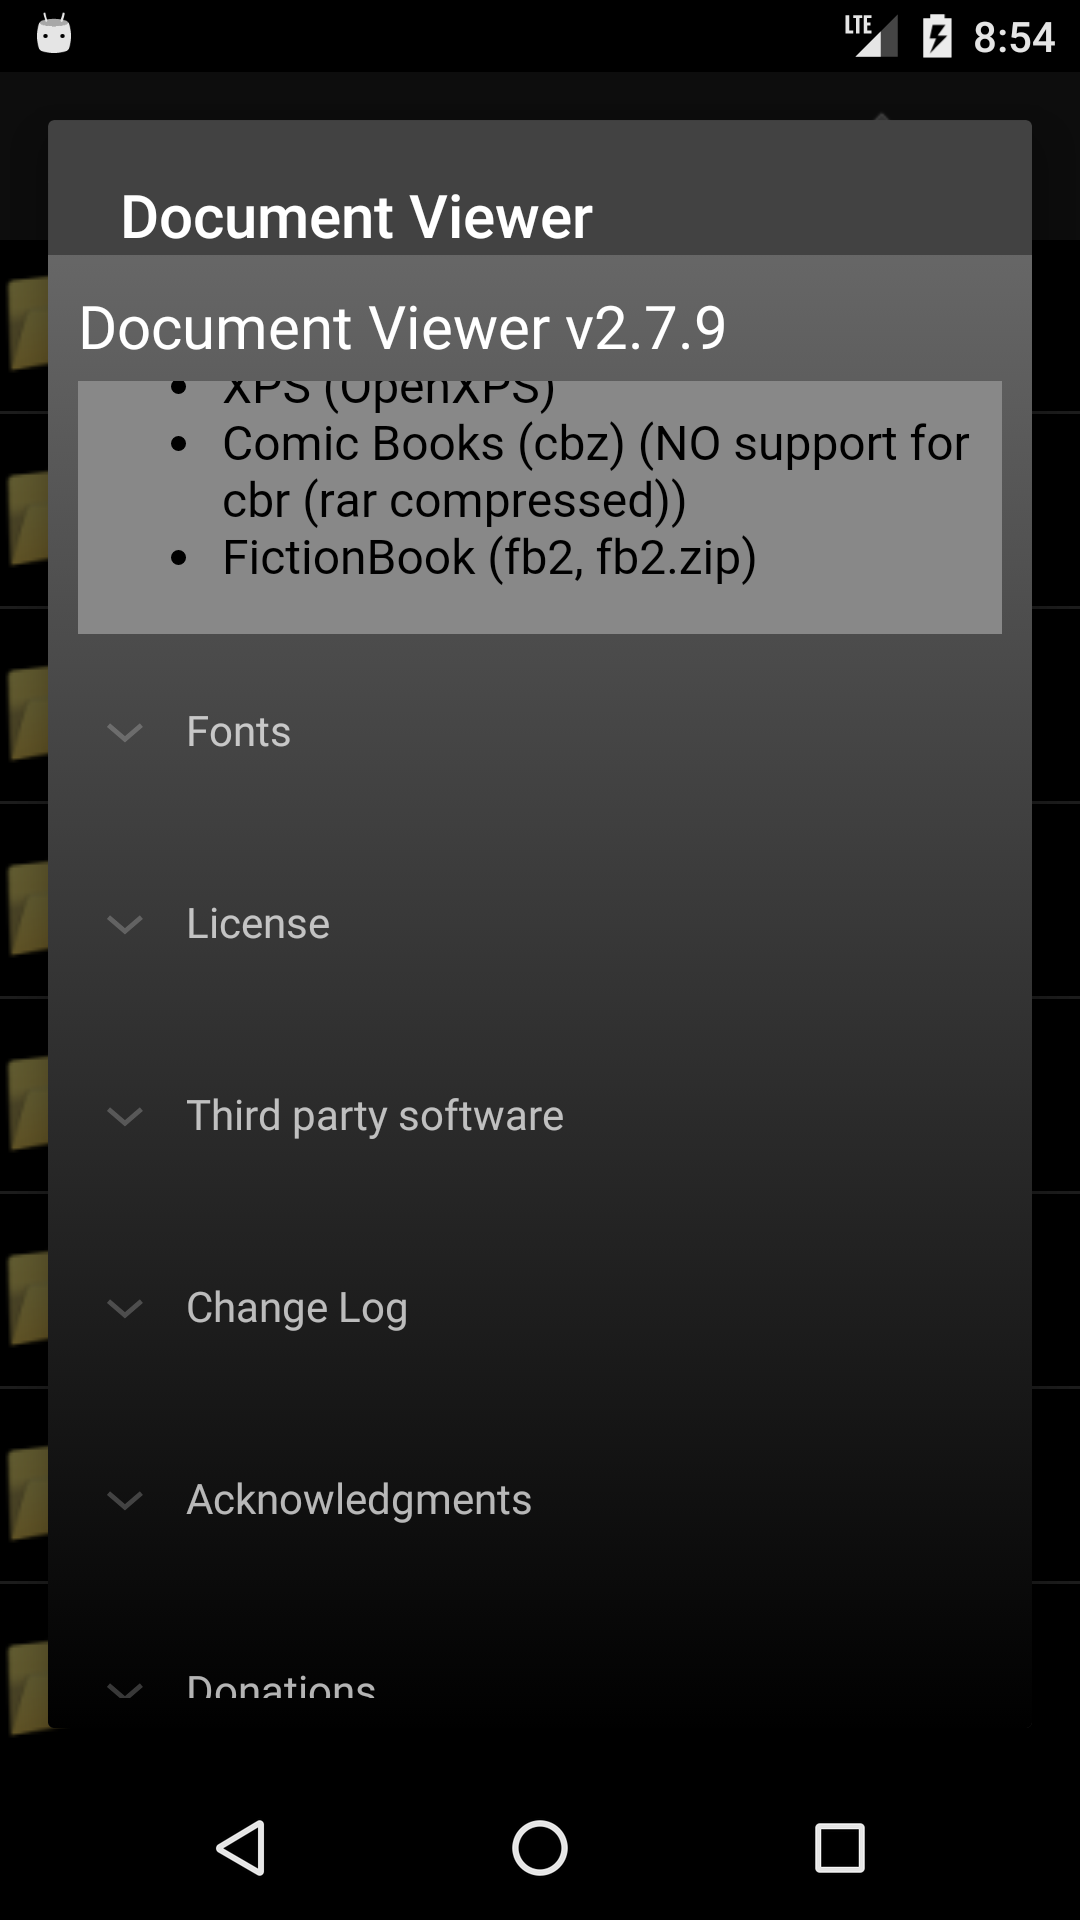 LTE 8:54
Document Viewer
Document Viewer v2.7.9
XPS (OpenXPS)
Comic Books (cbz) (NO support for
cbr (rar compressed))
FictionBook (fb2, fb2.zip)
Fonts
License
Third party software
Change Log
Acknowledgments
Donations